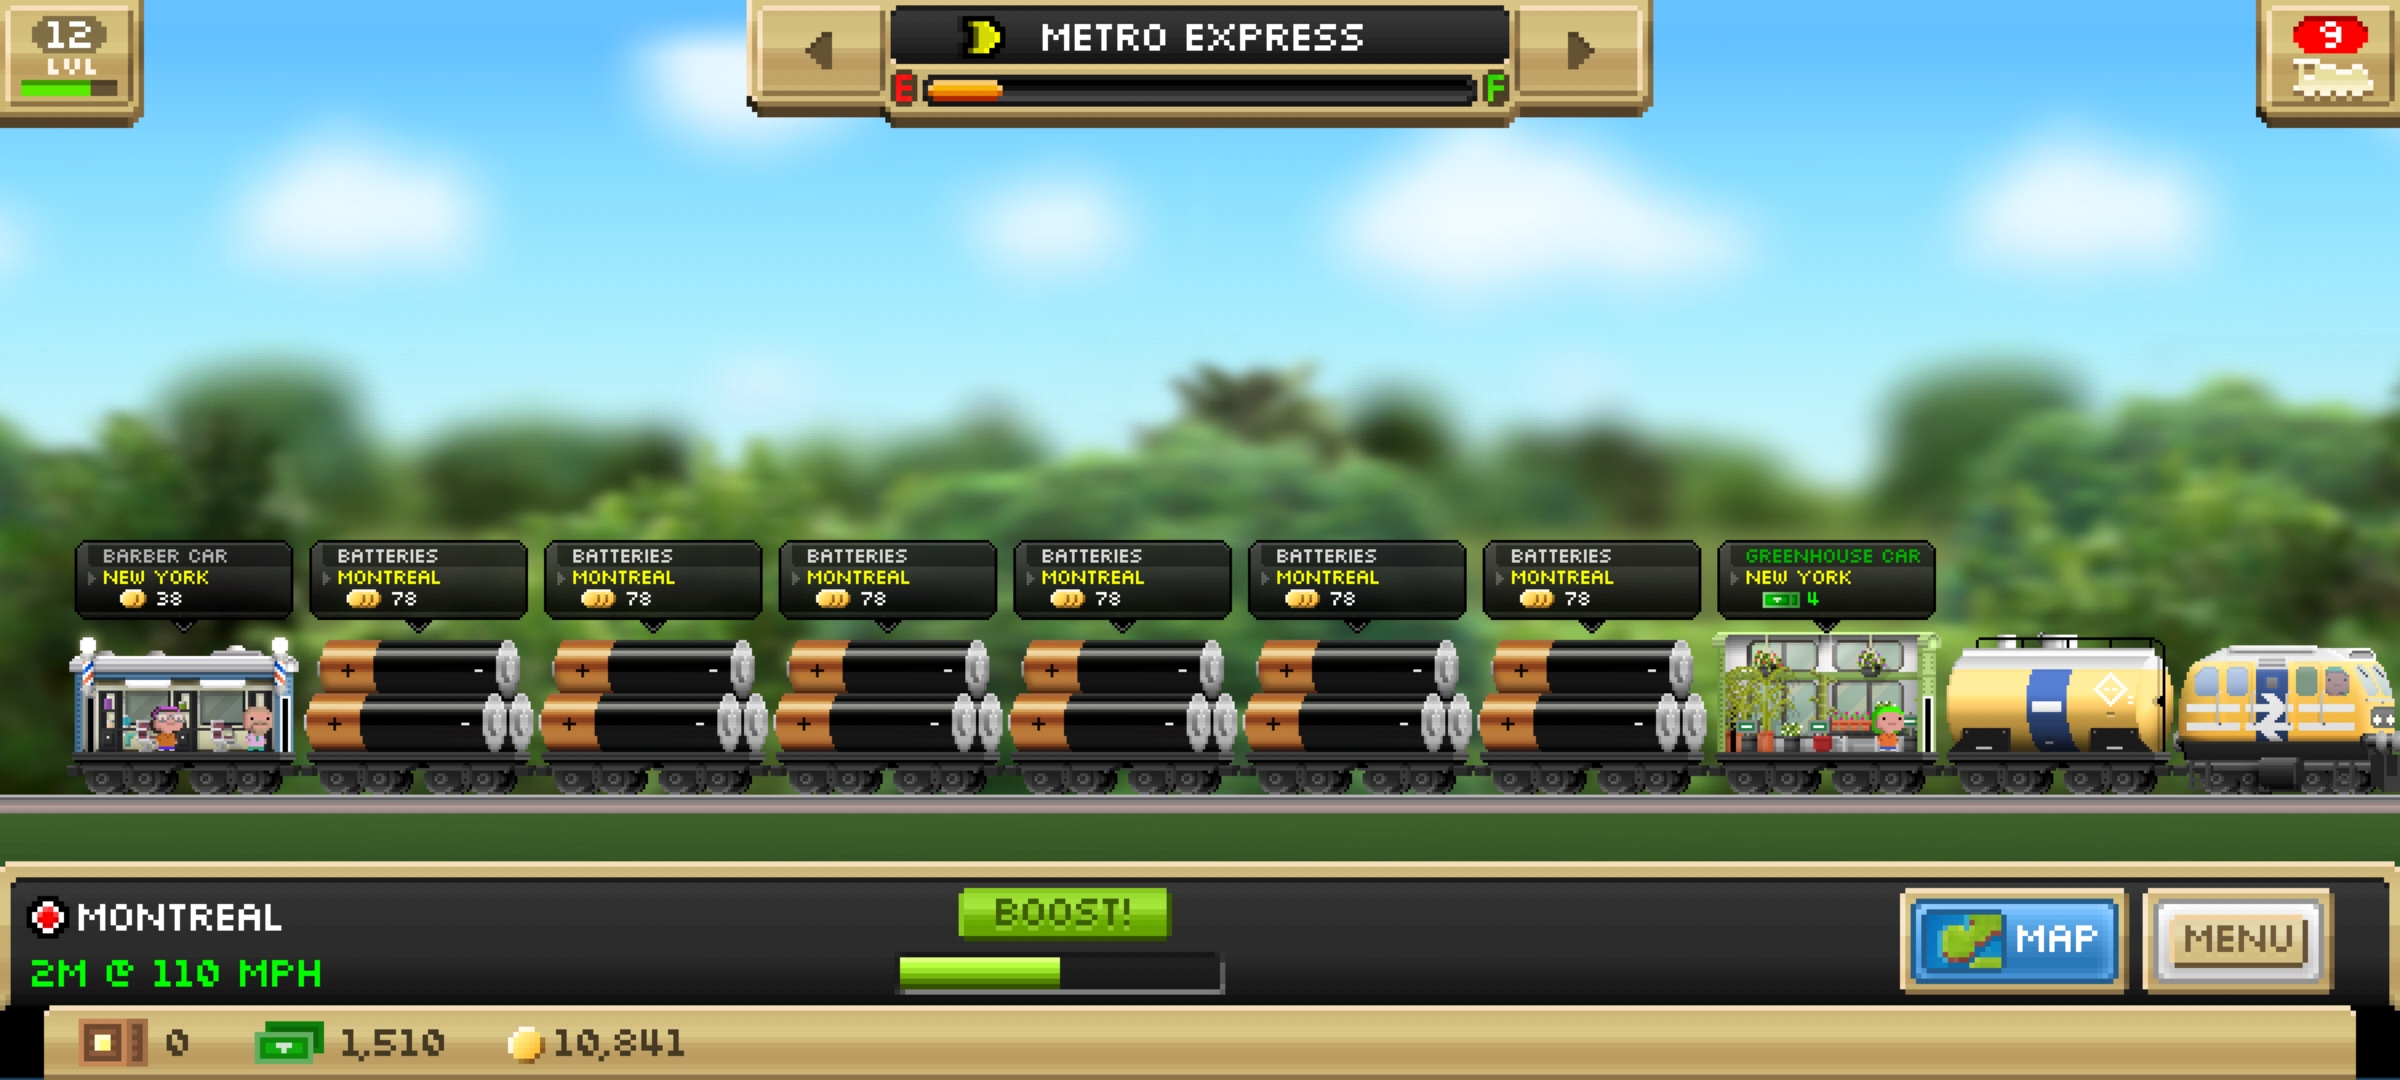 12
LVL
METRO EXPRESS
E F
9
BARBER CAR
NEW YORK
38
BATTERIES
MONTREAL
78
BATTERIES
MONTREAL
78
BATTERIES
MONTREAL
78
BATTERIES
MONTREAL
78
BATTERIES
MONTREAL
78
BATTERIES
MONTREAL
78
GREENHOUSE CAR
NEW YORK
4
MONTREAL
2M @ 110 MPH
BOOST!
MAP
MENU
0
1,510
10,841